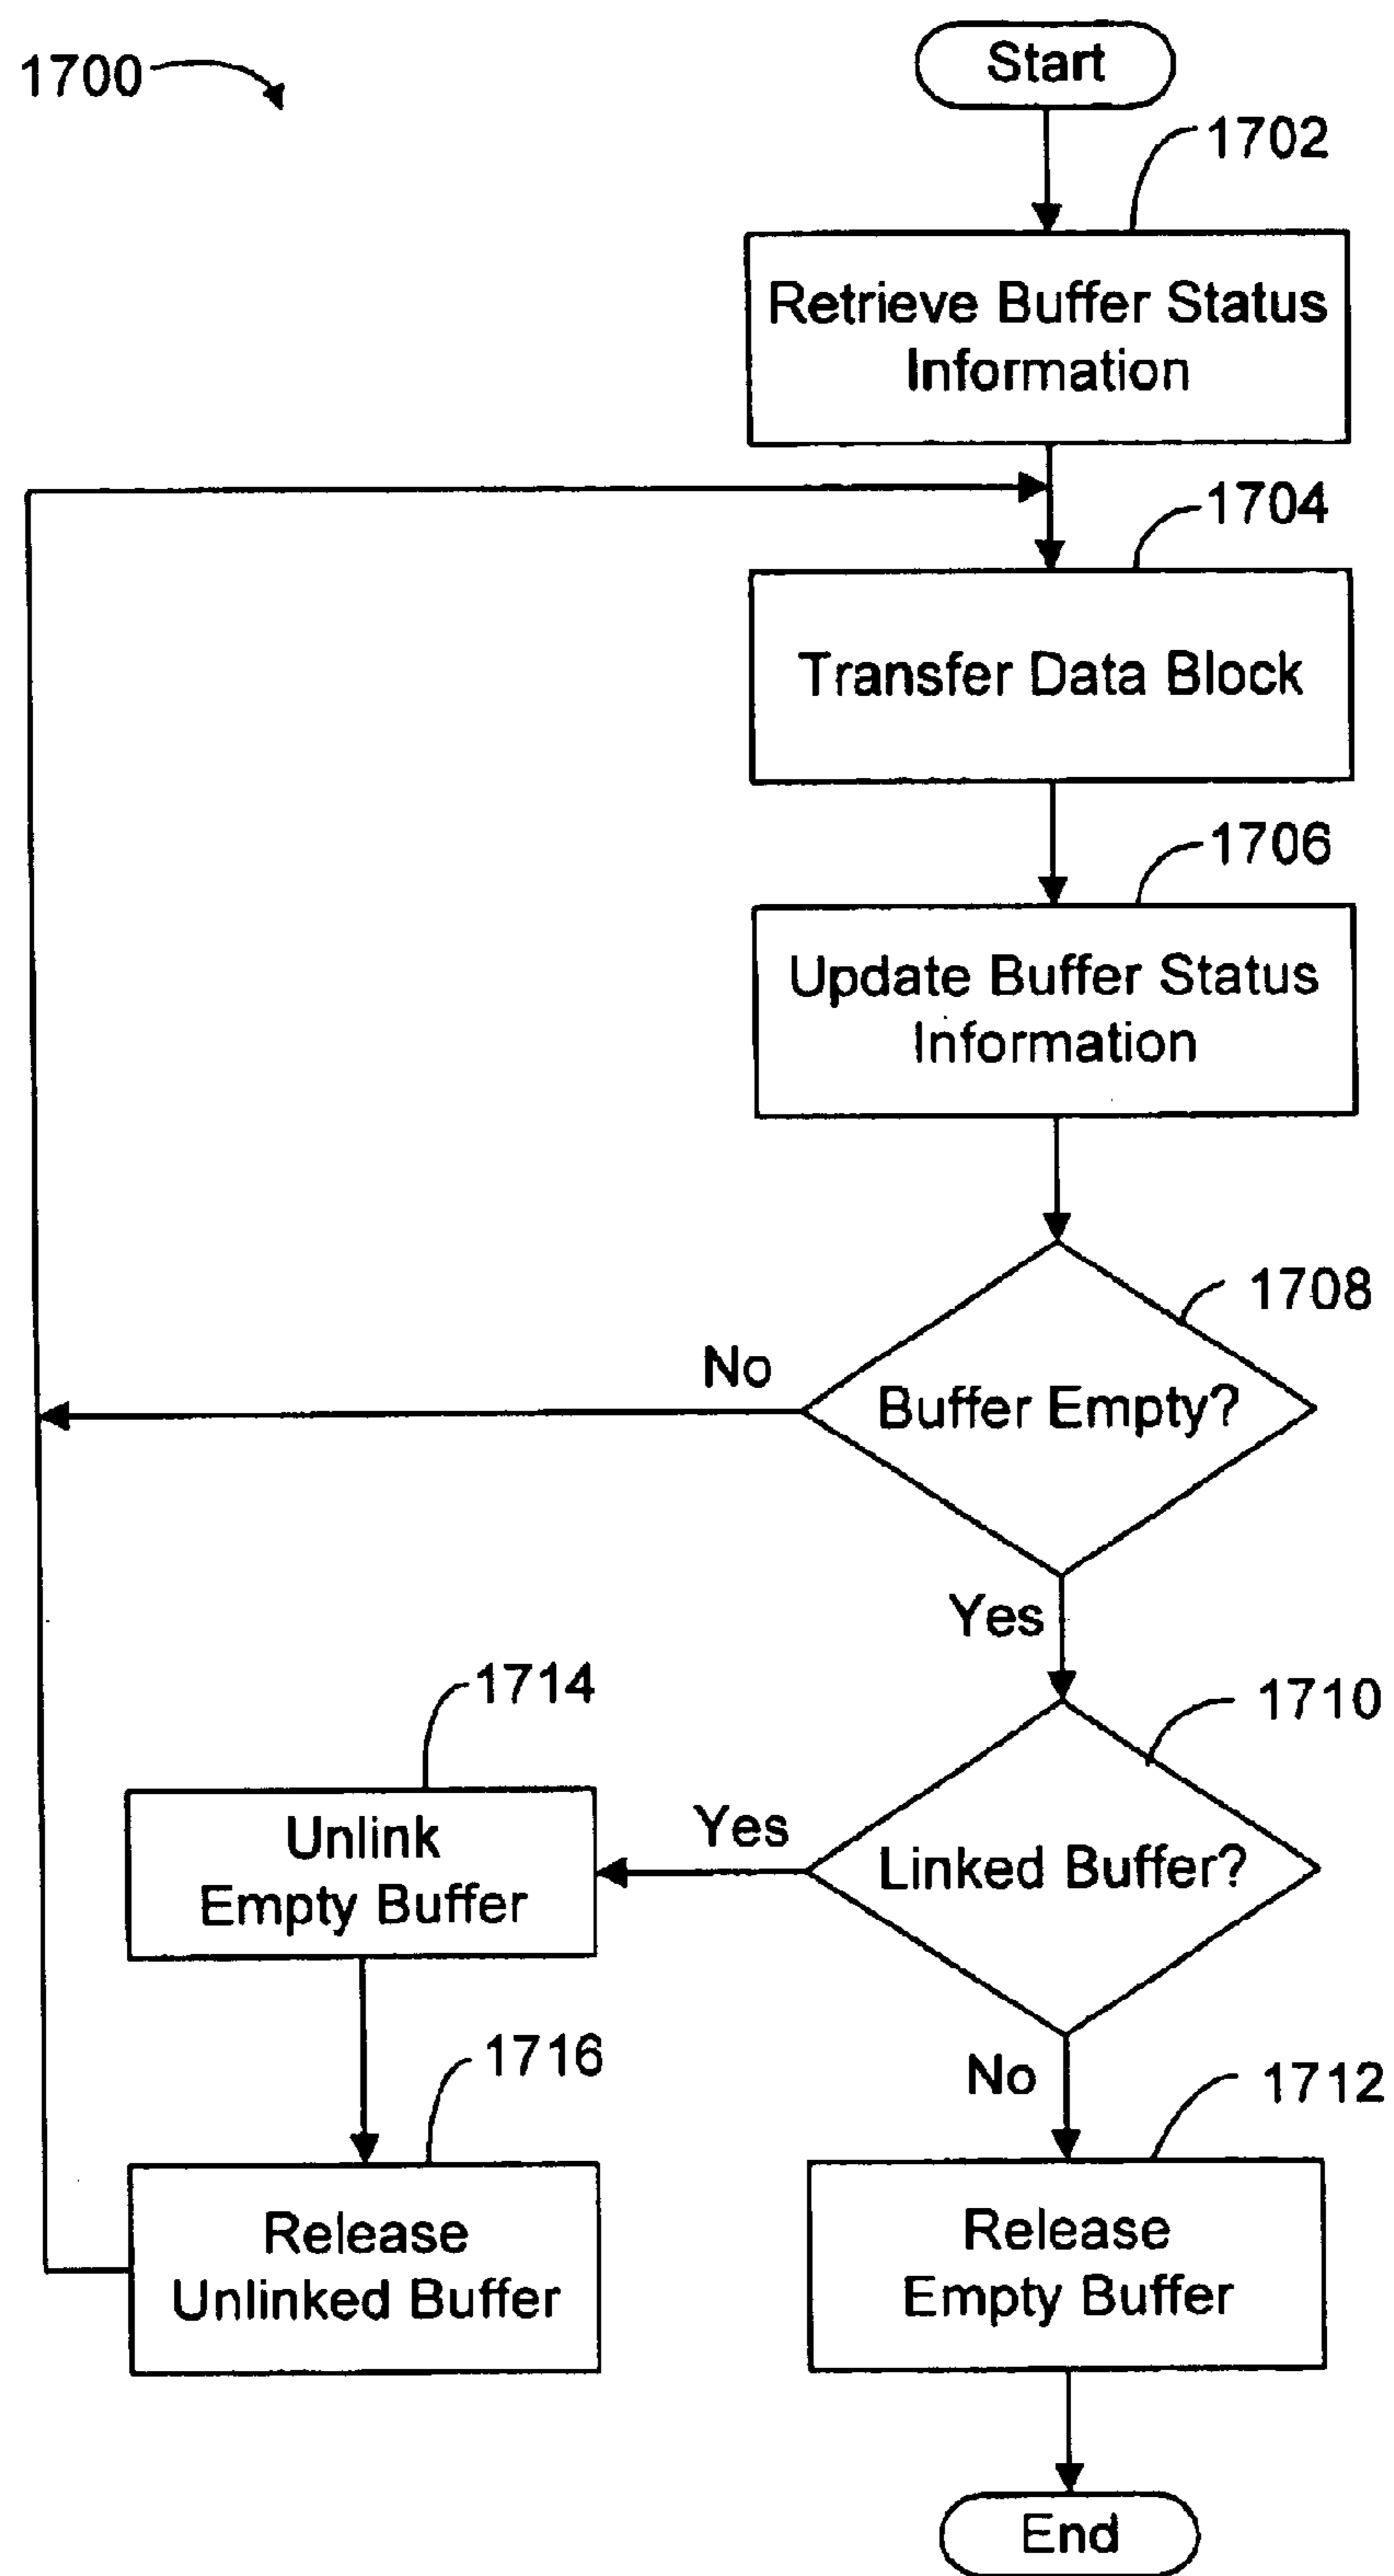 1700
Start
1702
Retrieve Buffer Status
Information
1704
Transfer Data Block
1706
Update Buffer Status
Information
1708
No
Buffer Empty?
Yes
1714
1710
Unlink
Empty Buffer
Yes
Linked Buffer?
1716
No
1712
Release
Unlinked Buffer
Release
Empty Buffer
End